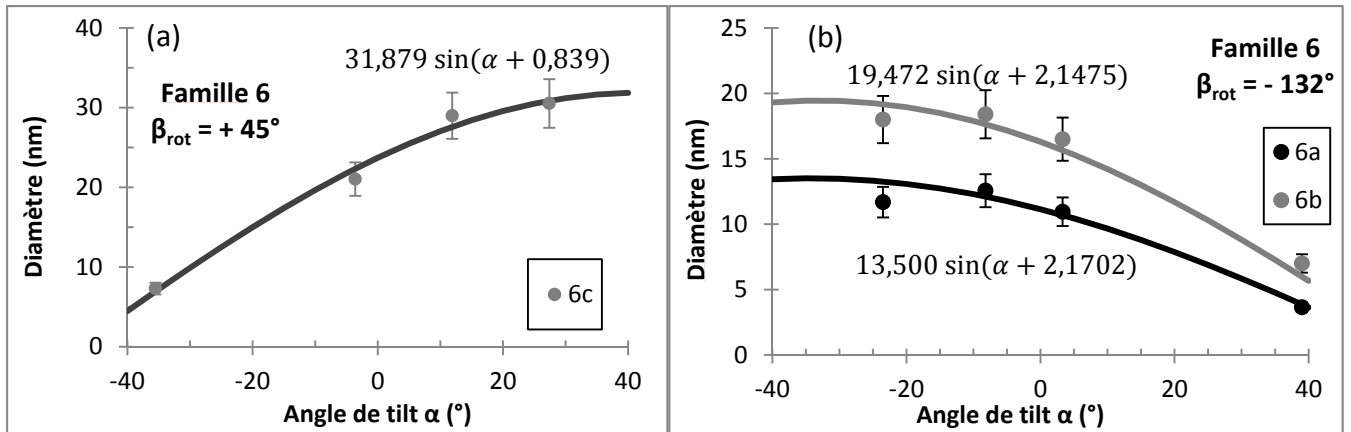 (a)
31,879 sin(α + 0,839)
Famille 6
βrot = + 45°
Diamètre (nm)
40
30
20
10
0
6c
-40 -20 0 20 40
Angle de tilt α (°)
(b)
Famille 6
βrot = - 132°
19,472 sin(α + 2,1475)
6a
6b
13,500 sin(α + 2,1702)
Diamètre (nm)
25
20
15
10
5
0
-40 -20 0 20 40
Angle de tilt α (°)